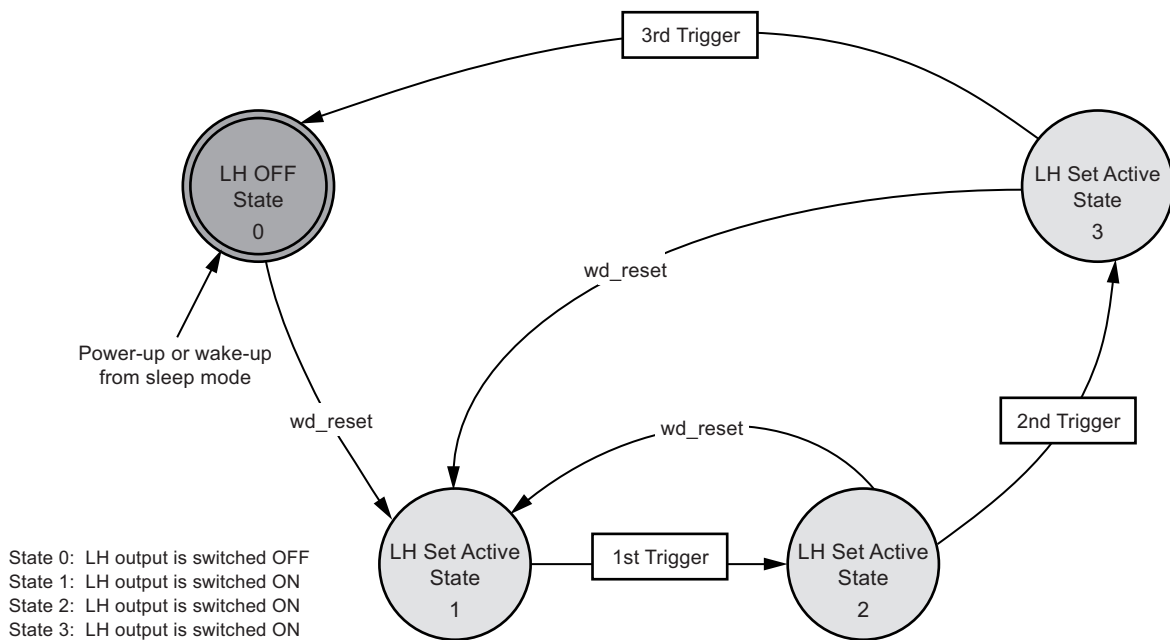 3rd Trigger
LH OFF
State
0
LH Set Active
State
3
wd_reset
Power-up or wake-up
from sleep mode
wd_reset
wd_reset
2nd Trigger
LH Set Active
State
1
1st Trigger
LH Set Active
State
2
State 0: LH output is switched OFF
State 1: LH output is switched ON
State 2: LH output is switched ON
State 3: LH output is switched ON